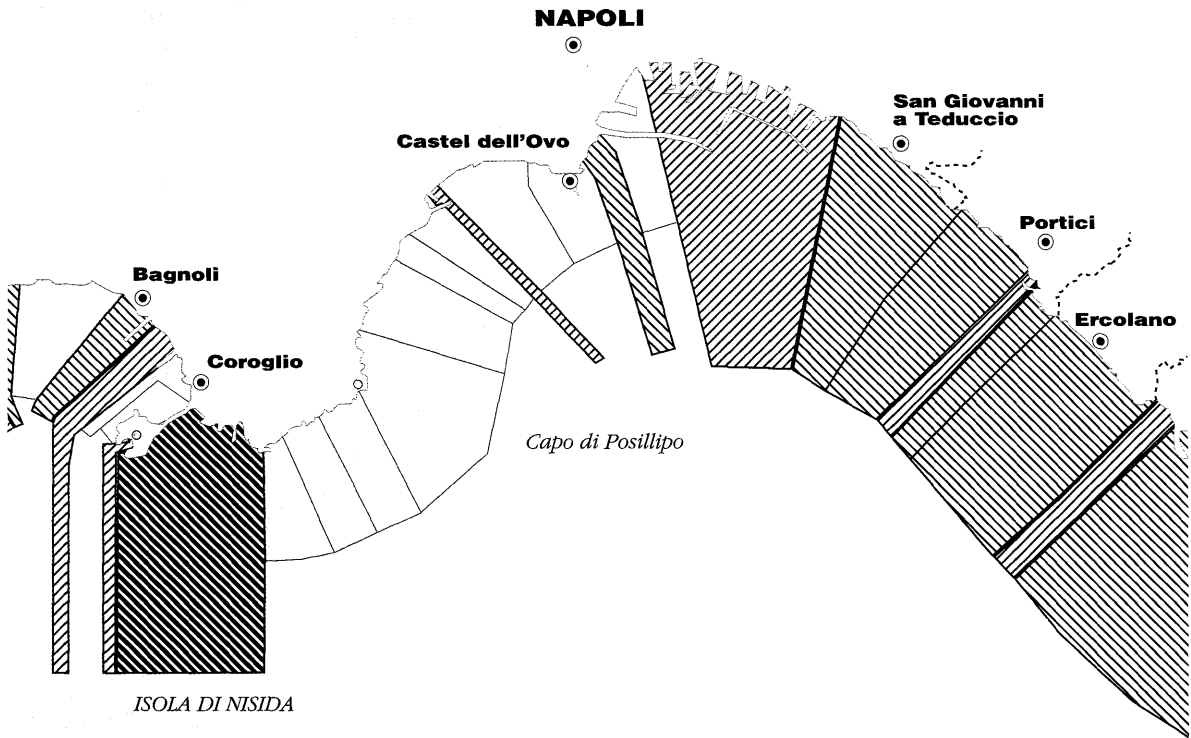 NAPOLI
San Giovanni
a Teduccio
Castel dell'Ovo
Portici
Bagnoli
Ercolano
Coroglio
Capo di Posillipo
ISOLA DI NISIDA